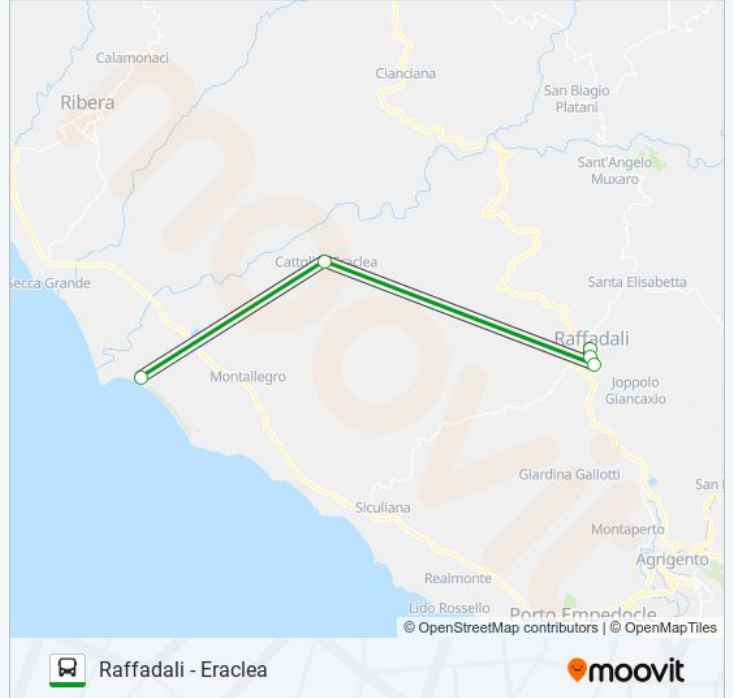 Calamonaci
Cianciana
Ribera
San Biagio
Platani
Sant'Angelo
Muxaro
Secca Grande
Santa Elisabetta
Raffadali
Montallegro
Joppolo
Giancaxio
Giardina Gallotti
Siculiana
Montaperto
Agrigento
Realmonte
Lido Rossello
Porto Empedocle
© OpenStreetMap contributors | © OpenMapTiles
Raffadali - Eraclea
moovit
moovit